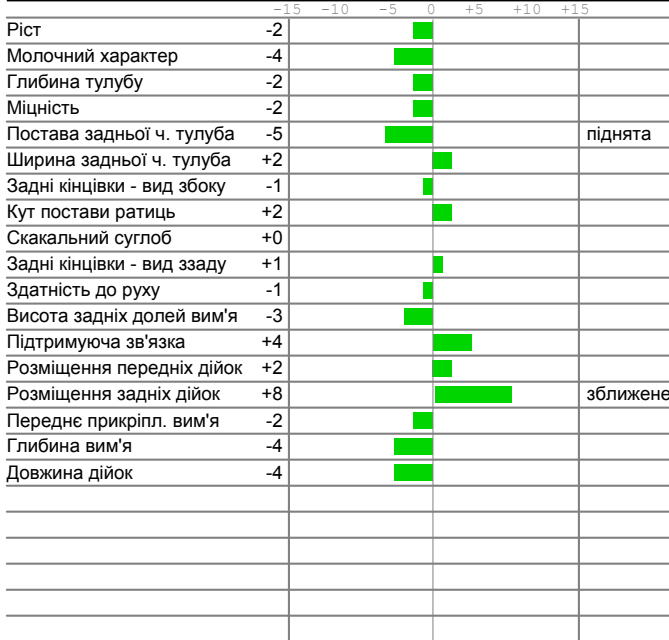 -15 -10 -5 0 +5 +10 +15
Ріст -2
Молочний характер -4
Глибина тулубу -2
Міцність -2
Постава задньої ч. тулуба -5 піднята
Ширина задньої ч. тулуба +2
Задні кінцівки - вид збоку -1
Кут постави ратиць +2
Скакальний суглоб +0
Задні кінцівки - вид ззаду +1
Здатність до руху -1
Висота задніх долей вим'я -3
Підтримуюча зв'язка +4
Розміщення передніх дійок +2
Розміщення задніх дійок +8 зближене
Переднє прикріпл. вим'я -2
Глибина вим'я -4
Довжина дійок -4